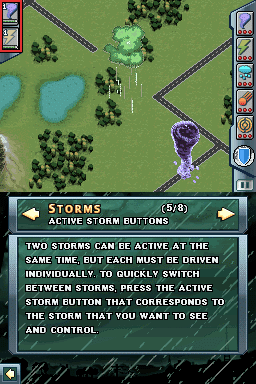 1
1
STORMS (5/8)
ACTIVE STORM BUTTONS
TWO STORMS CAN BE ACTIVE AT THE
SAME TIME, BUT EACH MUST BE DRIVEN
INDIVIDUALLY. TO QUICKLY SWITCH
BETWEEN STORMS, PRESS THE ACTIVE
STORM BUTTON THAT CORRESPONDS TO
THE STORM THAT YOU WANT TO SEE
AND CONTROL.